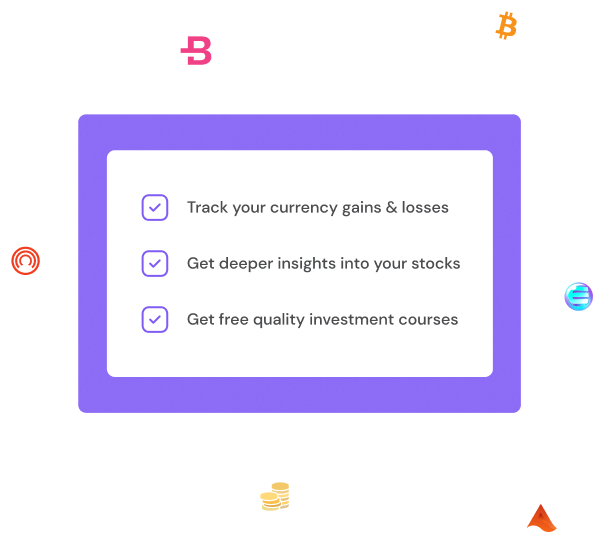 Track your currency gains & losses
Get deeper insights into your stocks
Get free quality investment courses